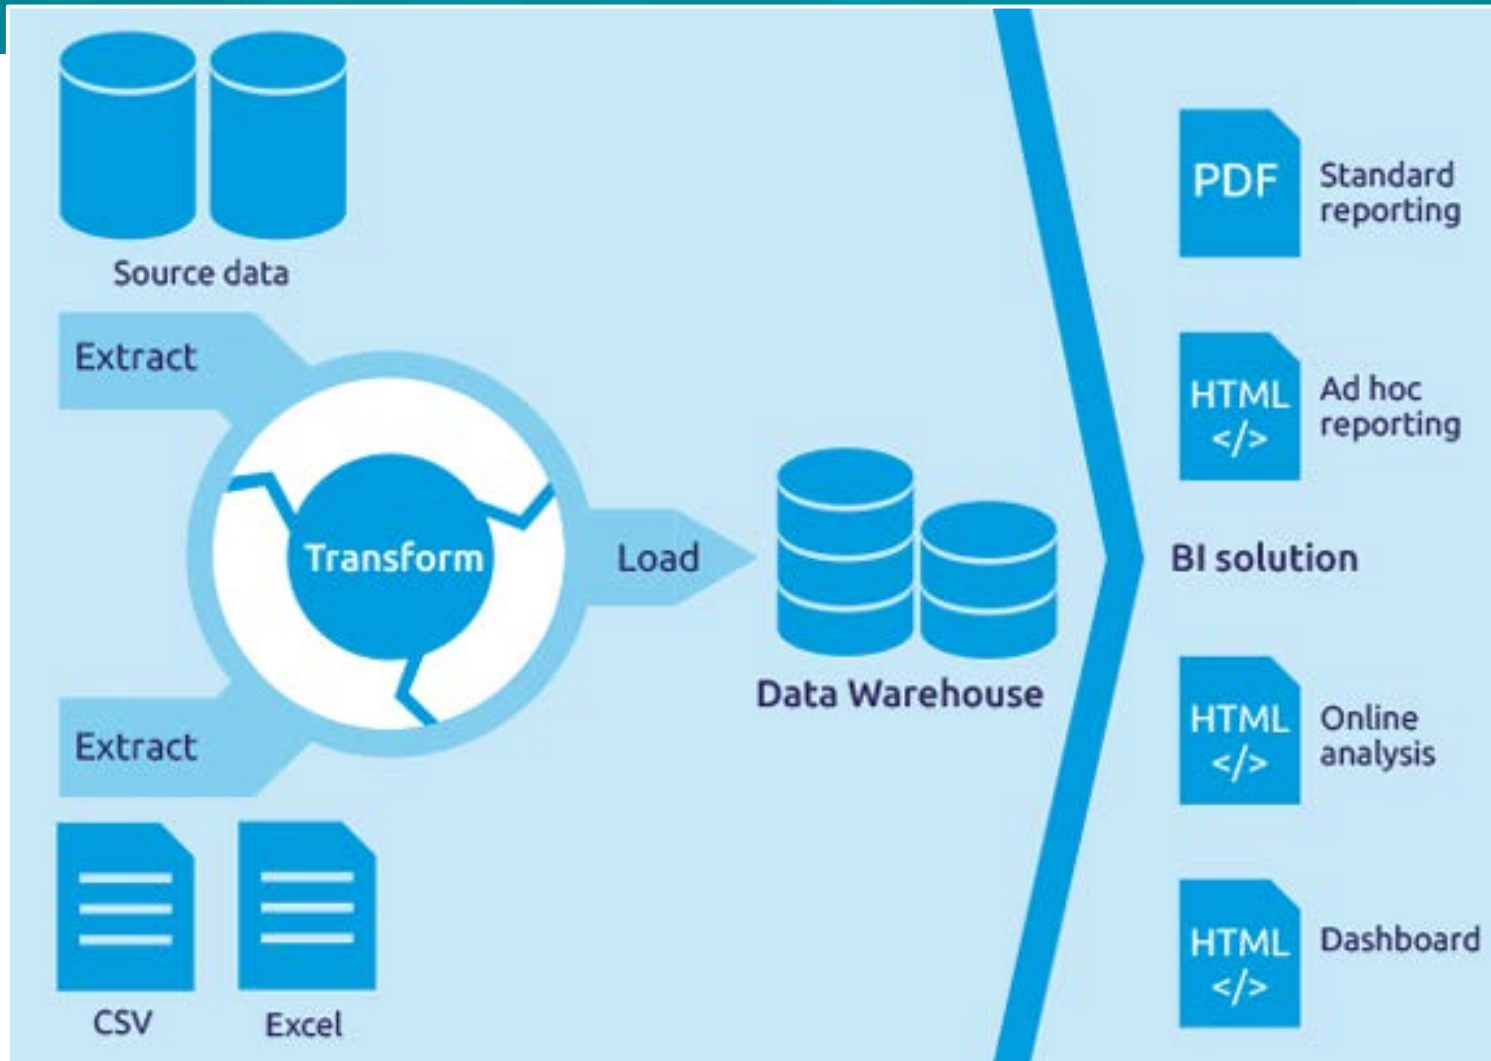 Source data
Extract
Transform
Load
Extract
CSV
Excel
Data Warehouse
PDF
Standard
reporting
HTML
</>
Ad hoc
reporting
BI solution
HTML
</>
Online
analysis
HTML
</>
Dashboard